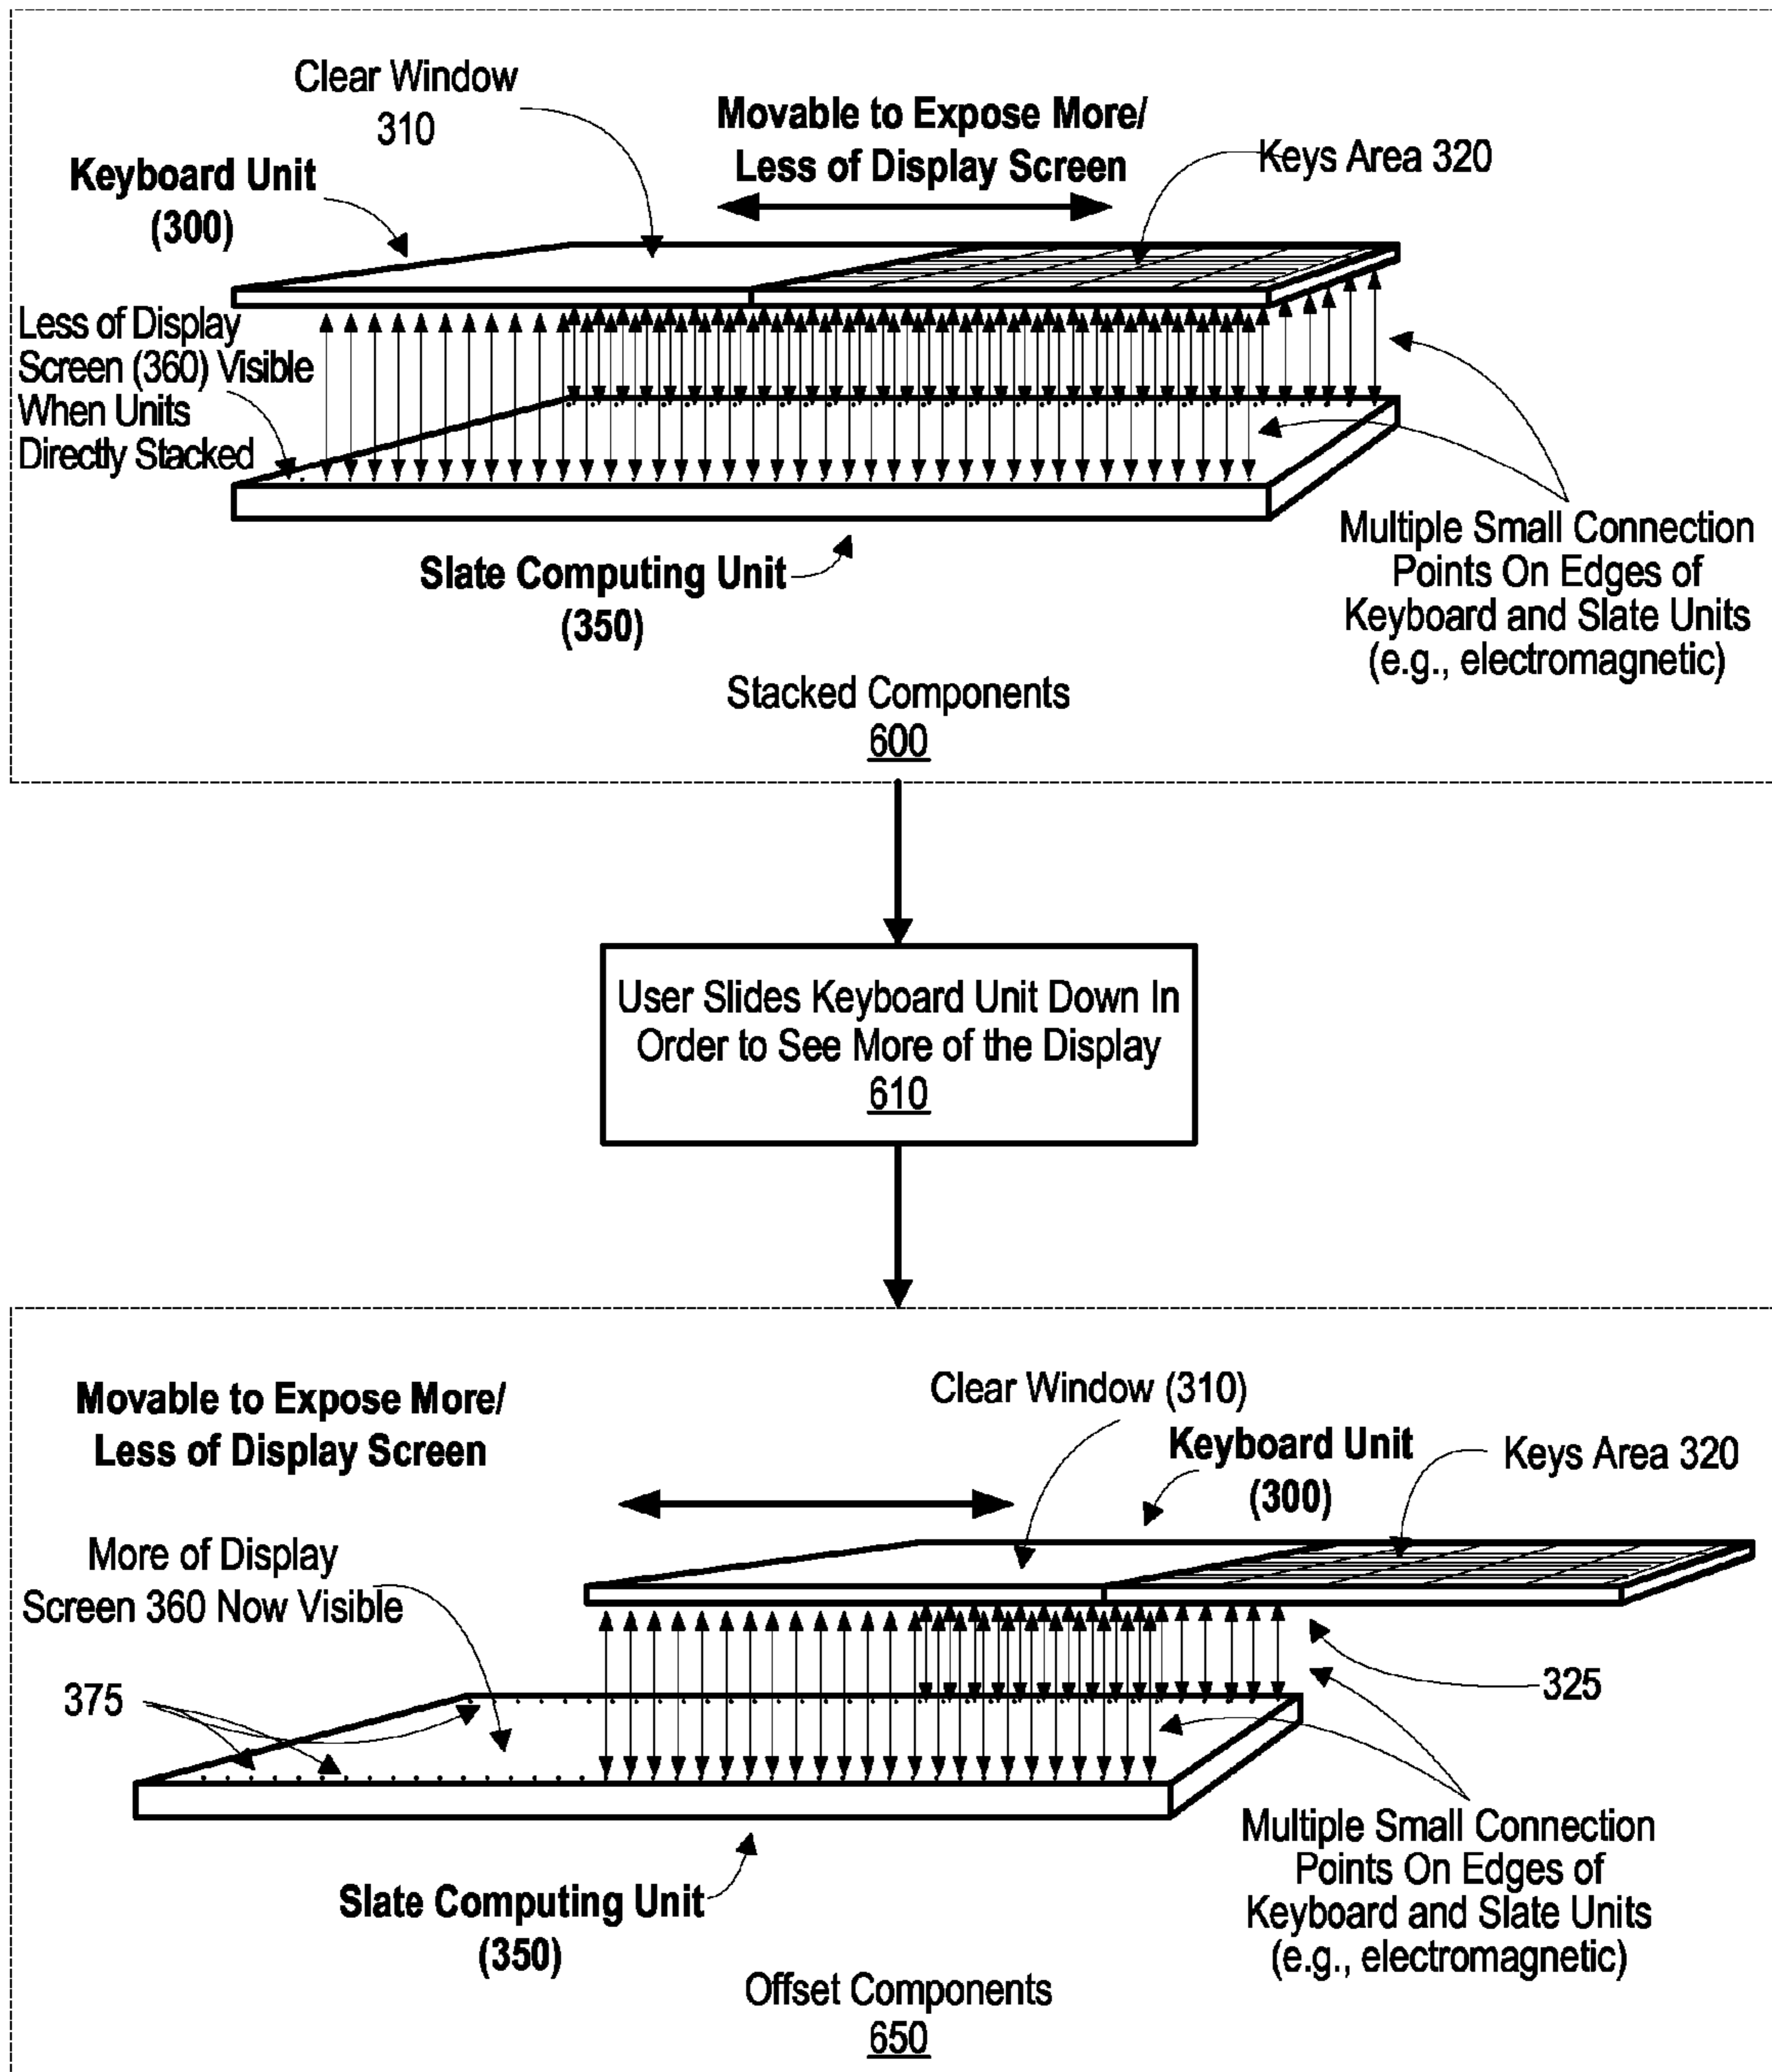 Clear Window
310
Movable to Expose More/
Less of Display Screen
Keys Area 320
Keyboard Unit
(300)
Less of Display
Screen (360) Visible
When Units
Directly Stacked
Multiple Small Connection
Points On Edges of
Keyboard and Slate Units
(e.g., electromagnetic)
Slate Computing Unit
(350)
Stacked Components
600
User Slides Keyboard Unit Down In
Order to See More of the Display
610
Movable to Expose More/
Less of Display Screen
Clear Window (310)
Keyboard Unit
(300)
Keys Area 320
More of Display
Screen 360 Now Visible
375
325
Multiple Small Connection
Points On Edges of
Keyboard and Slate Units
(e.g., electromagnetic)
Slate Computing Unit
(350)
Offset Components
650